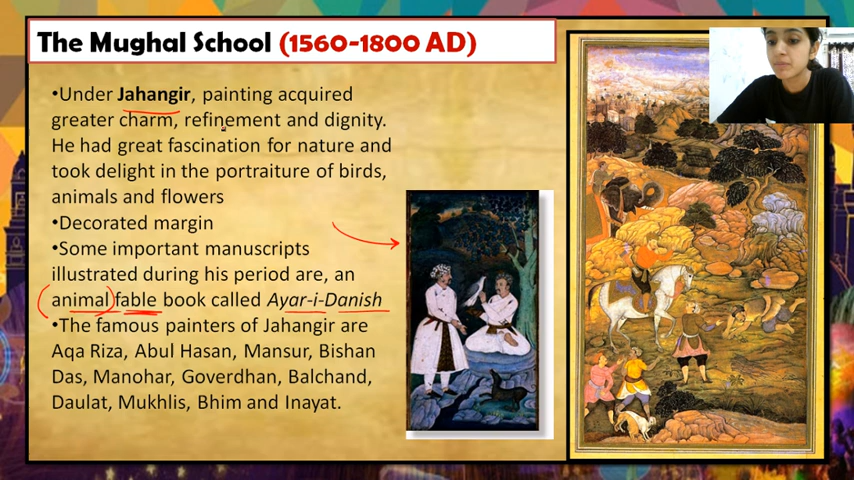 The Mughal School (1560-1800 AD)
•Under Jahangir, painting acquired
greater charm, refinement and dignity.
He had great fascination for nature and
took delight in the portraiture of birds,
animals and flowers
•Decorated margin
•Some important manuscripts
illustrated during his period are, an
animal fable book called Ayar-i-Danish
•The famous painters of Jahangir are
Aqa Riza, Abul Hasan, Mansur, Bishan
Das, Manohar, Goverdhan, Balchand,
Daulat, Mukhlis, Bhim and Inayat.